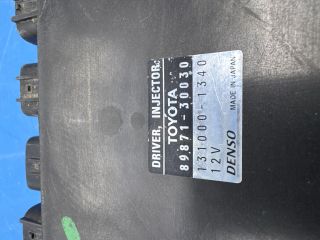 DRIVER, INJECTOR
TOYOTA
89871-30030
131000-1340
12V
DENSO MADE IN JAPAN